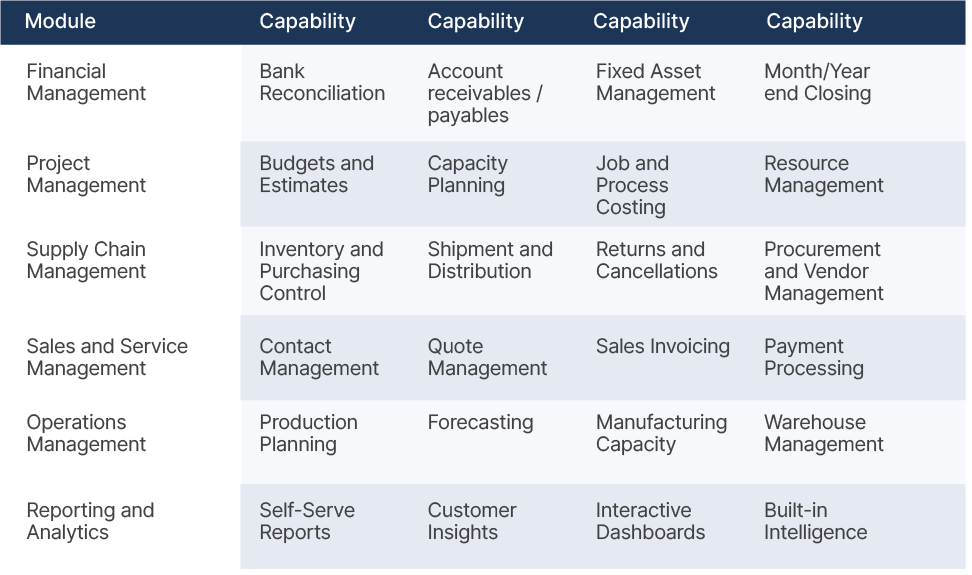 Module Capability Capability Capability Capability
Financial Management
Bank Reconciliation
Account receivables / payables
Fixed Asset Management
Month/Year end Closing
Project Management
Budgets and Estimates
Capacity Planning
Job and Process Costing
Resource Management
Supply Chain Management
Inventory and Purchasing Control
Shipment and Distribution
Returns and Cancellations
Procurement and Vendor Management
Sales and Service Management
Contact Management
Quote Management
Sales Invoicing
Payment Processing
Operations Management
Production Planning
Forecasting
Manufacturing Capacity
Warehouse Management
Reporting and Analytics
Self-Serve Reports
Customer Insights
Interactive Dashboards
Built-in Intelligence